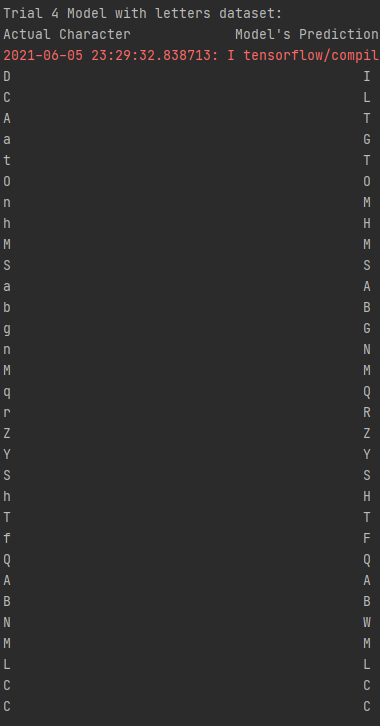 Trial 4 Model with letters dataset:
Actual Character Model's Prediction
2021-06-05 23:29:32.838713: I tensorflow/compil
D I
C L
A T
a G
t T
O O
n M
h H
M M
S S
a A
b B
g G
n N
M M
q Q
r R
Z Z
Y Y
S S
h H
T T
f F
Q Q
A A
B B
N W
M M
L L
C C
C C